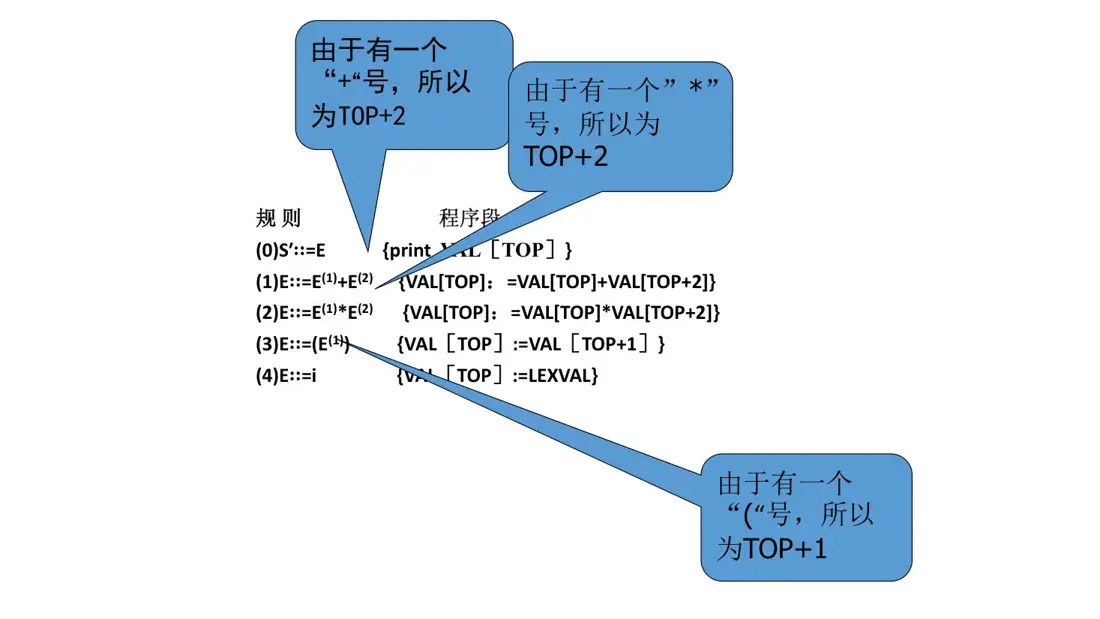 由于有一个
“+“号，所以
为TOP+2
由于有一个”*”
号，所以为
TOP+2
规 则 程序段
(0)S’∷=E {print VAL［TOP］}
(1)E∷=E(1)+E(2) {VAL[TOP]：=VAL[TOP]+VAL[TOP+2]}
(2)E∷=E(1)*E(2) {VAL[TOP]：=VAL[TOP]*VAL[TOP+2]}
(3)E∷=(E(1)) {VAL［TOP］:=VAL［TOP+1］}
(4)E∷=i {VAL［TOP］:=LEXVAL}
由于有一个
“(“号，所以
为TOP+1